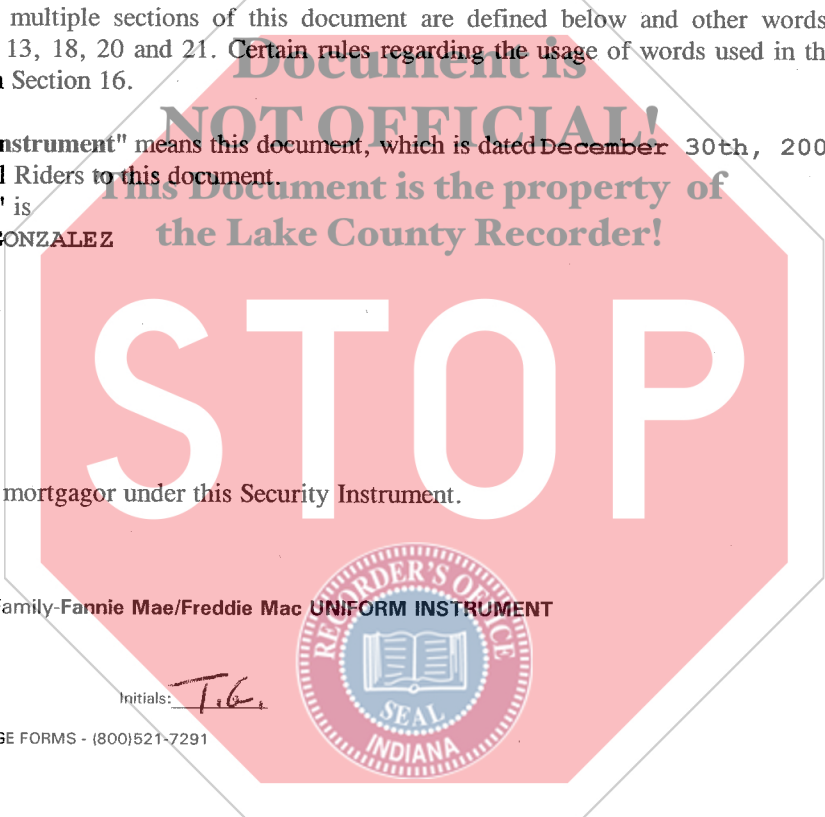 multiple sections of this document are defined below and other words
13, 18, 20 and 21. Certain rules regarding the usage of words used in th
Section 16.
Document is
NOT OFFICIAL!
This Document is the property of
the Lake County Recorder!
nstrument" means this document, which is dated December 30th, 200
Riders to this document.
" is
GONZALEZ
STOP
mortgagor under this Security Instrument.
Family-Fannie Mae/Freddie Mac UNIFORM INSTRUMENT
RECORDER'S OFFICE
SEAL
INDIANA
Initials: T.G.
GE FORMS - (800)521-7291